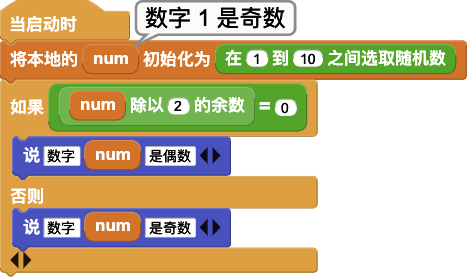 数字 1 是奇数
当启动时
将本地的 num 初始化为 在 1 到 10 之间选取随机数
如果 num 除以 2 的余数 = 0
说 数字 num 是偶数
否则
说 数字 num 是奇数